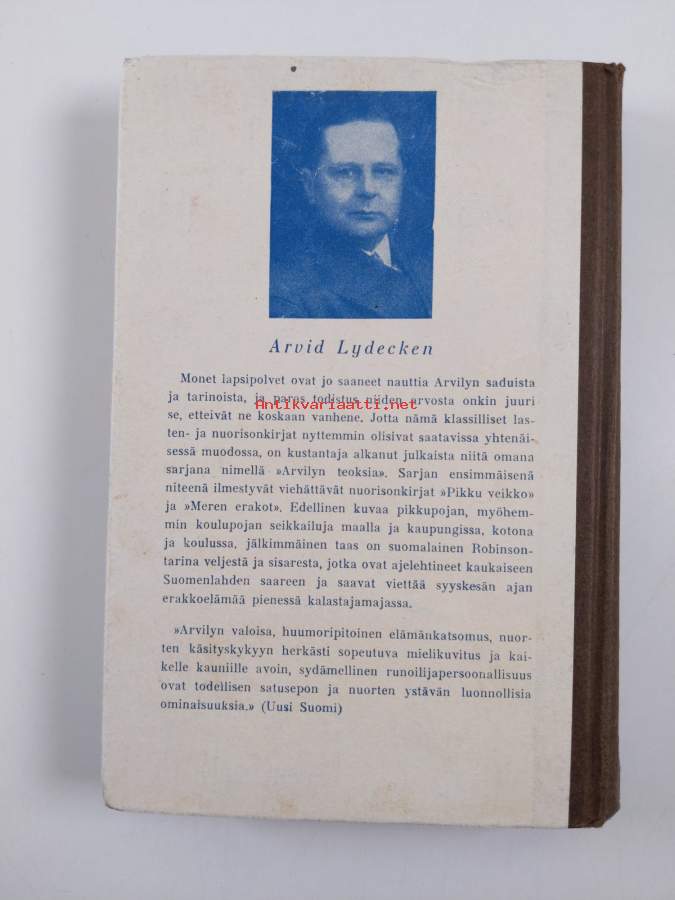 Arvid Lydecken
Monet lapsipolvet ovat jo saaneet nauttia Arvilyn saduista
ja tarinoista, ja paras todistus niiden arvosta onkin juuri
Antikvariaatti.net
se, etteivät ne koskaan vanhene. Jotta nämä klassilliset las-
ten- ja nuorisonkirjat nyttemmin olisivat saatavissa yhtenäi-
sessä muodossa, on kustantaja alkanut julkaista niitä omana
sarjana nimellä »Arvilyn teoksia». Sarjan ensimmäisenä
niteenä ilmestyvät viehättävät nuorisonkirjat »Pikku veikko»
ja »Meren erakot». Edellinen kuvaa pikkupojan, myöhem-
min koulupojan seikkailuja maalla ja kaupungissa, kotona
ja koulussa, jälkimmäinen taas on suomalainen Robinson-
tarina veljestä ja sisaresta, jotka ovat ajelehtineet kaukaiseen
Suomenlahden saareen ja saavat viettää syyskesän ajan
erakkoelämää pienessä kalastajamajassa.
»Arvilyn valoisa, huumoripitoinen elämänkatsomus, nuor-
ten käsityskykyyn herkästi sopeutuva mielikuvitus ja kai-
kelle kauniille avoin, sydämellinen runoilijapersoonallisuus
ovat todellisen satusepon ja nuorten ystävän luonnollisia
ominaisuuksia.» (Uusi Suomi)